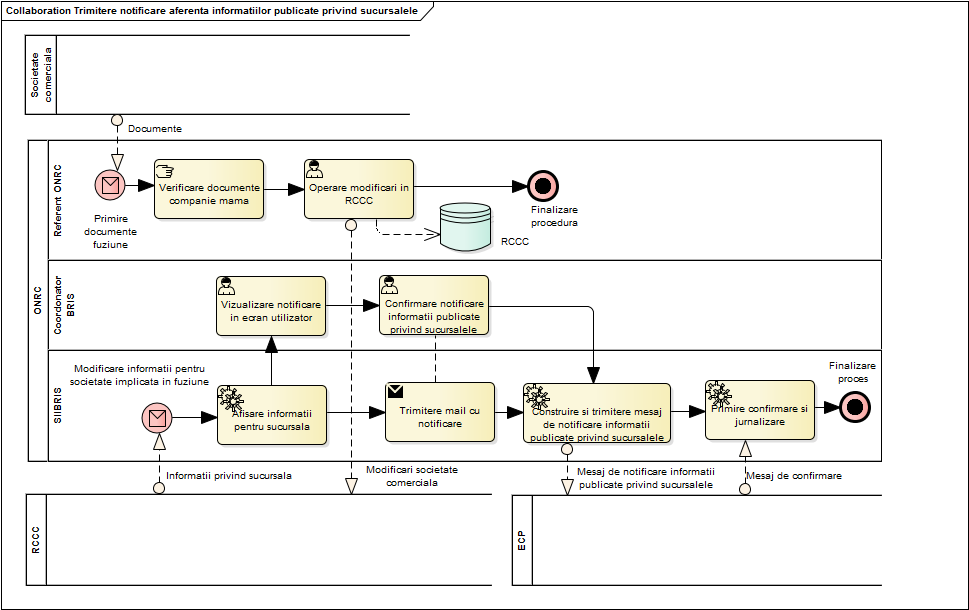 Collaboration Trimitere notificare aferenta informatiilor publicate privind sucursalele
Societate
comerciala
Documente
ONRC
Referent ONRC
Primire
documente
fuziune
Verificare documente
companie mama
Operare modificari in
RCCC
Finalizare
procedura
RCCC
Coordonator
BRIS
Vizualizare notificare
in ecran utilizator
Confirmare notificare
informatii publicate
privind sucursalele
SIIBRIS
Modificare informatii pentru
societate implicata in fuziune
Afisare informatii
pentru sucursala
Trimitere mail cu
notificare
Construire si trimitere mesaj
de notificare informatii
publicate privind sucursalele
Primire confirmare si
jurnalizare
Finalizare
proces
Informatii privind sucursala
Modificari societate
comerciala
Mesaj de notificare informatii
publicate privind sucursalele
Mesaj de confirmare
RCCC
ECP